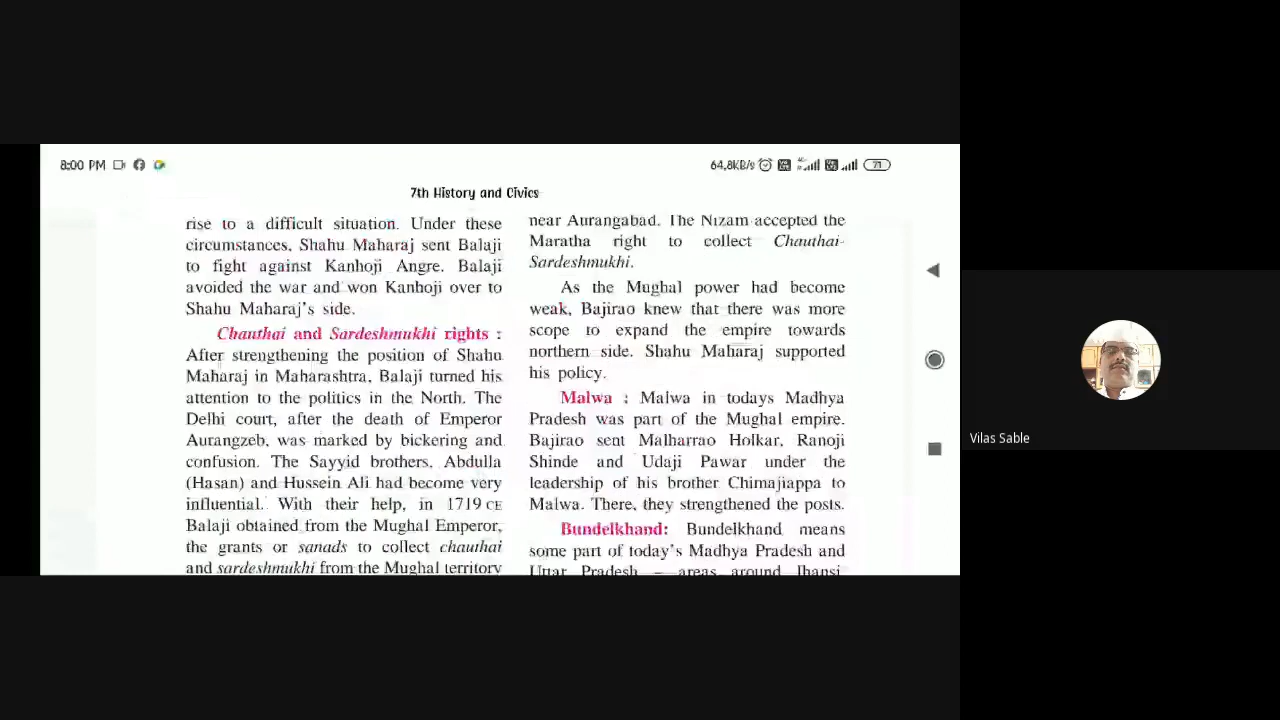 8:00 PM
64.8KB/s
71
7th History and Civics
rise to a difficult situation. Under these
circumstances, Shahu Maharaj sent Balaji
to fight against Kanhoji Angre. Balaji
avoided the war and won Kanhoji over to
Shahu Maharaj's side.
Chauthai and Sardeshmukhi rights :
After strengthening the position of Shahu
Maharaj in Maharashtra, Balaji turned his
attention to the politics in the North. The
Delhi court, after the death of Emperor
Aurangzeb, was marked by bickering and
confusion. The Sayyid brothers, Abdulla
(Hasan) and Hussein Ali had become very
influential. With their help, in 1719 CE
Balaji obtained from the Mughal Emperor,
the grants or sanads to collect chauthai
and sardeshmukhi from the Mughal territory
near Aurangabad. The Nizam accepted the
Maratha right to collect Chauthai-
Sardeshmukhi.
As the Mughal power had become
weak, Bajirao knew that there was more
scope to expand the empire towards
northern side. Shahu Maharaj supported
his policy.
Malwa : Malwa in todays Madhya
Pradesh was part of the Mughal empire.
Bajirao sent Malharrao Holkar, Ranoji
Shinde and Udaji Pawar under the
leadership of his brother Chimajiappa to
Malwa. There, they strengthened the posts.
Bundelkhand: Bundelkhand means
some part of today's Madhya Pradesh and
Uttar Pradesh – areas around Jhansi,
Vilas Sable